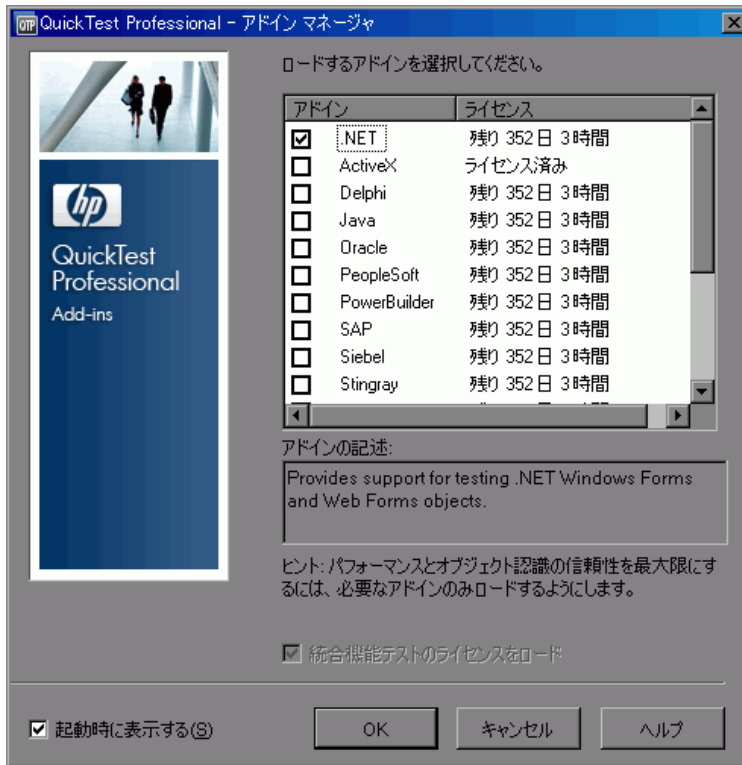 QTP QuickTest Professional - アドイン マネージャ
ロードするアドインを選択してください。
hp
QuickTest
Professional
Add-ins
アドイン ライセンス
.NET 残り 352 日 3 時間
ActiveX ライセンス済み
Delphi 残り 352 日 3 時間
Java 残り 352 日 3 時間
Oracle 残り 352 日 3 時間
PeopleSoft 残り 352 日 3 時間
PowerBuilder 残り 352 日 3 時間
SAP 残り 352 日 3 時間
Siebel 残り 352 日 3 時間
Stingray 残り 352 日 3 時間
アドインの記述:
Provides support for testing .NET Windows Forms
and Web Forms objects.
ヒント: パフォーマンスとオブジェクト認識の信頼性を最大限にす
るには、必要なアドインのみロードするようにします。
統合機能テストのライセンスをロード
起動時に表示する(S) OK キャンセル ヘルプ